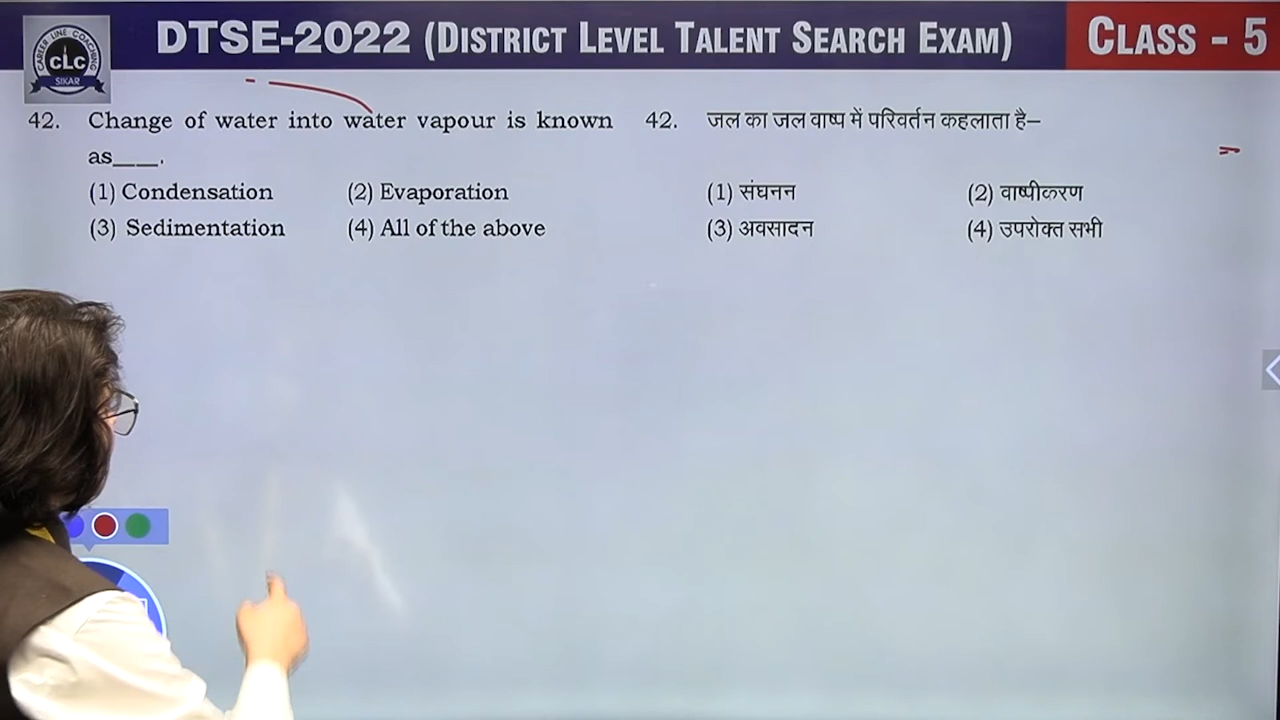 CAREER LINE COACHING
CLC
SIKAR
DTSE-2022 (DISTRICT LEVEL TALENT SEARCH EXAM)
CLASS - 5
42. Change of water into water vapour is known
as___.
(1) Condensation (2) Evaporation
(3) Sedimentation (4) All of the above
42. जल का जल वाष्प में परिवर्तन कहलाता है–
(1) संघनन (2) वाष्पीकरण
(3) अवसादन (4) उपरोक्त सभी